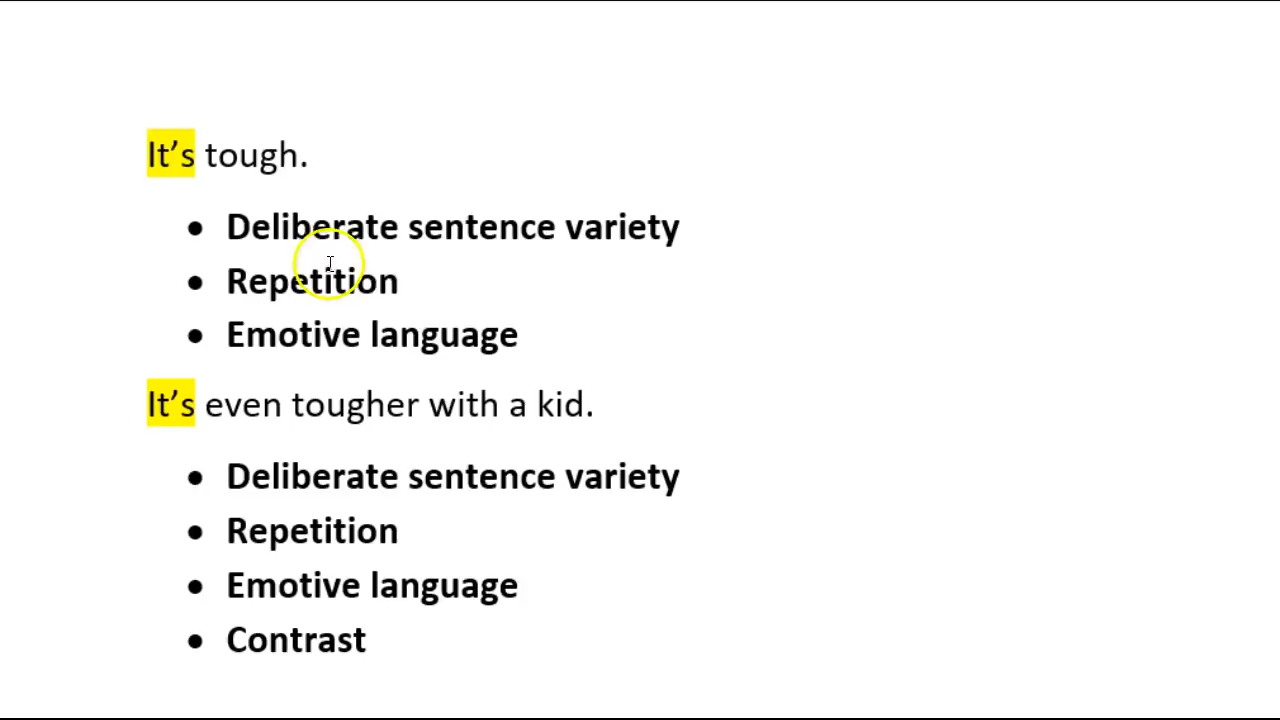 It’s tough.
• Deliberate sentence variety
• Repetition
• Emotive language
It’s even tougher with a kid.
• Deliberate sentence variety
• Repetition
• Emotive language
• Contrast